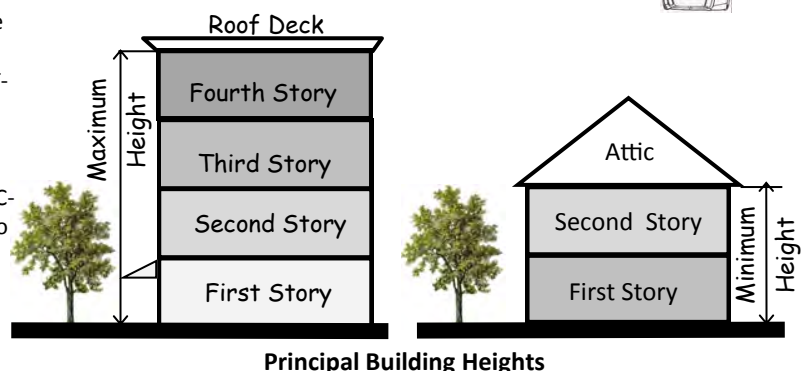 e
-
C-
o
Roof Deck
Fourth Story
Third Story
Second Story
First Story
Maximum
Height
Attic
Second Story
First Story
Minimum
Height
Principal Building Heights